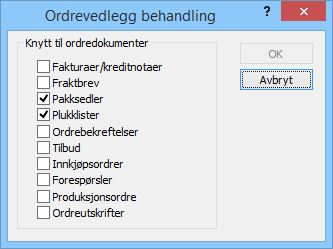 Ordrevedlegg behandling
Knytt til ordredokumenter
Fakturaer/kreditnotaer
Fraktbrev
Pakksedler
Plukklister
Ordrebekreftelser
Tilbud
Innkjøpsordrer
Forespørsler
Produksjonsordre
Ordreutskrifter
OK
Avbryt